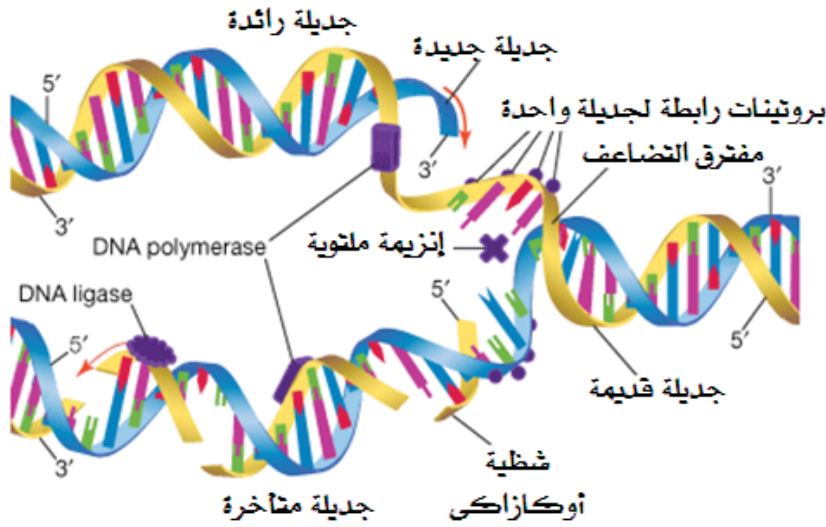 جديلة رائدة
جديلة جديدة
5′
بروتينات رابطة لجديلة واحدة
3′
مفترق التضاعف
3′
3′
DNA polymerase
إنزيمة ملتوية
DNA ligase
5′
5′
5′
جديلة قديمة
3′
شظية
أوكازاكي
جديلة متأخرة